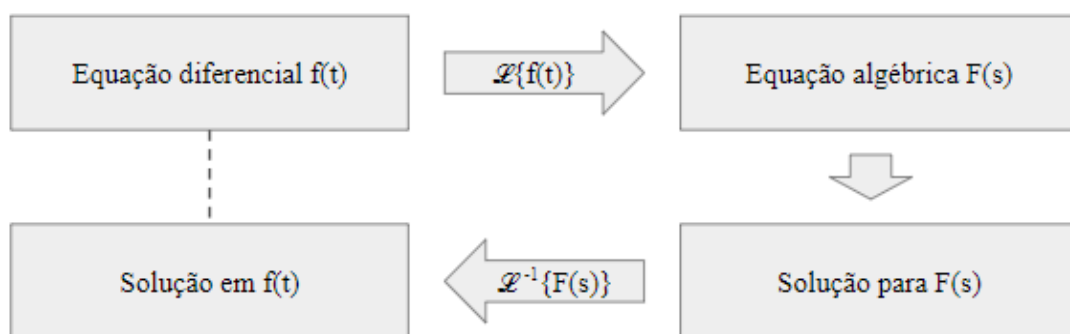 Equação diferencial f(t)
ℒ{f(t)}
Equação algébrica F(s)
Solução em f(t)
ℒ⁻¹{F(s)}
Solução para F(s)